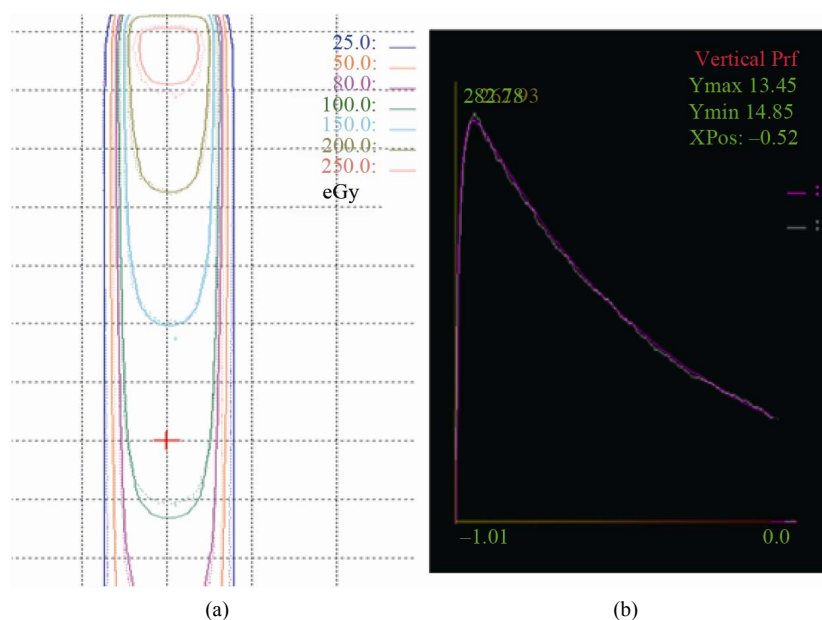 25.0:
50.0:
80.0:
100.0:
150.0:
200.0:
250.0:
eGy
Vertical Prf
Ymax 13.45
Ymin 14.85
XPos: –0.52
–1.01
0.0
(a)
(b)